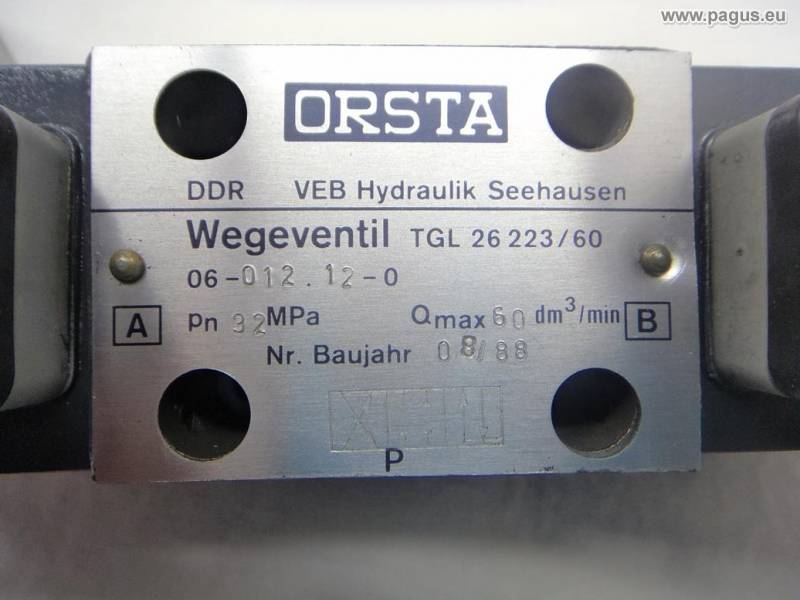 www.pagus.eu
ORSTA
DDR VEB Hydraulik Seehausen
Wegeventil TGL 26 223/60
06-012.12-0
A pn 32 MPa Qmax 60 dm³/min B
Nr. Baujahr 08/88
P